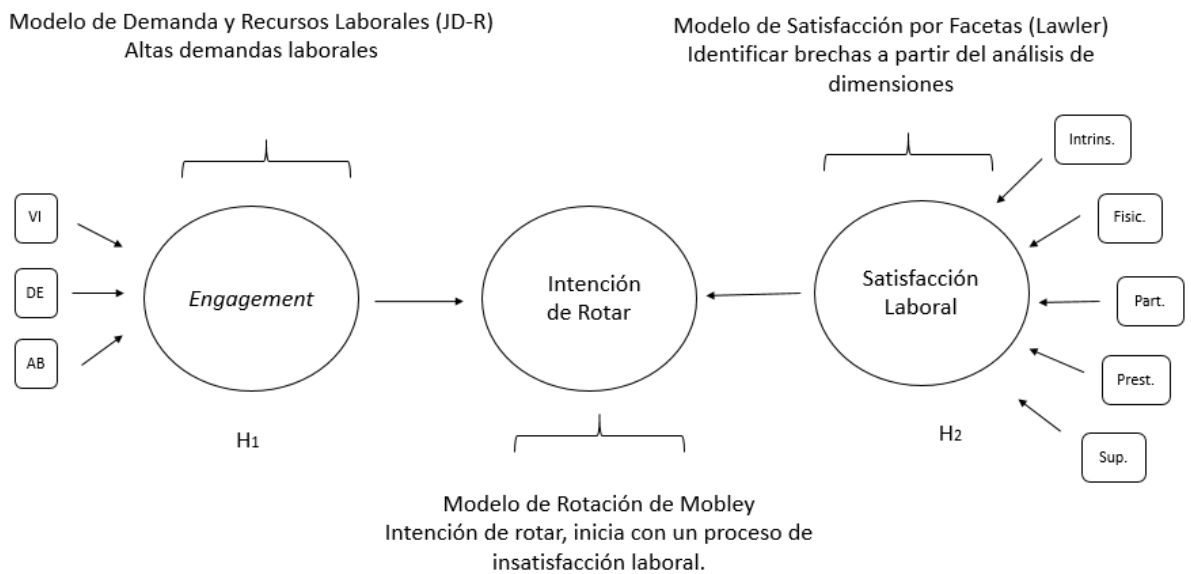 Modelo de Demanda y Recursos Laborales (JD-R)
Altas demandas laborales
Modelo de Satisfacción por Facetas (Lawler)
Identificar brechas a partir del análisis de
dimensiones
VI
DE
AB
Engagement
H1
Intención
de Rotar
Satisfacción
Laboral
H2
Intrins.
Fisic.
Part.
Prest.
Sup.
Modelo de Rotación de Mobley
Intención de rotar, inicia con un proceso de
insatisfacción laboral.